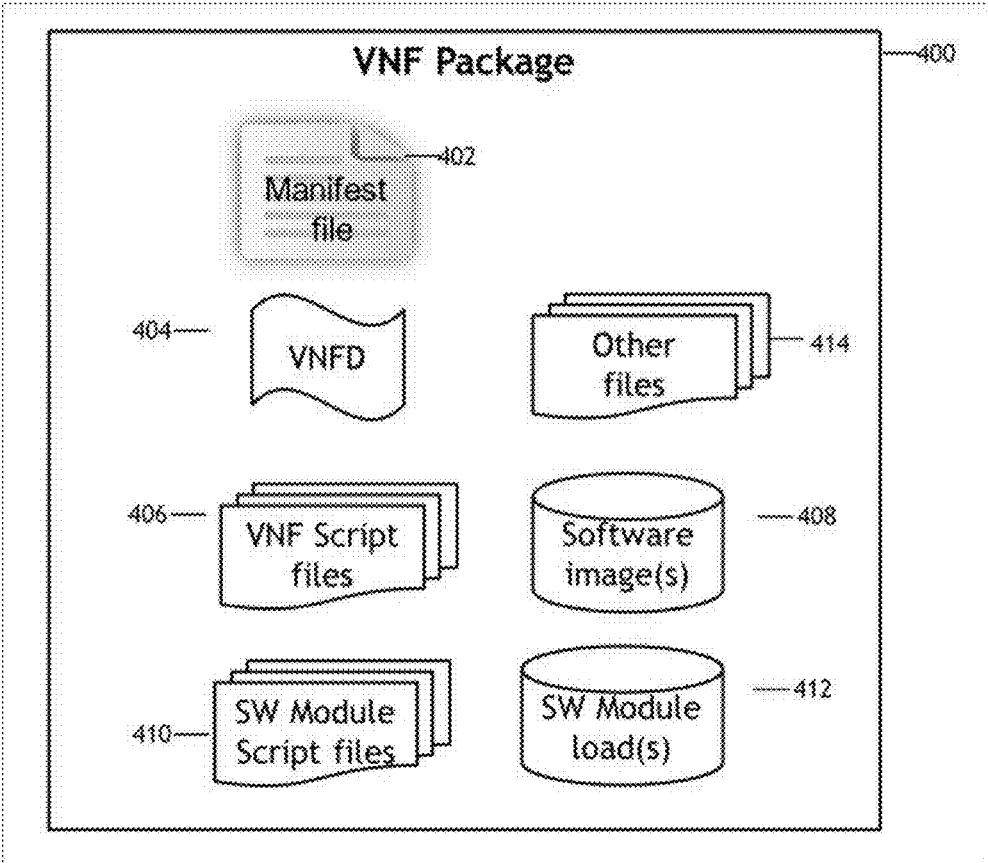 VNF Package
400
Manifest
file
402
404
VNFD
Other
files
414
406
VNF Script
files
Software
image(s)
408
410
SW Module
Script files
SW Module
load(s)
412